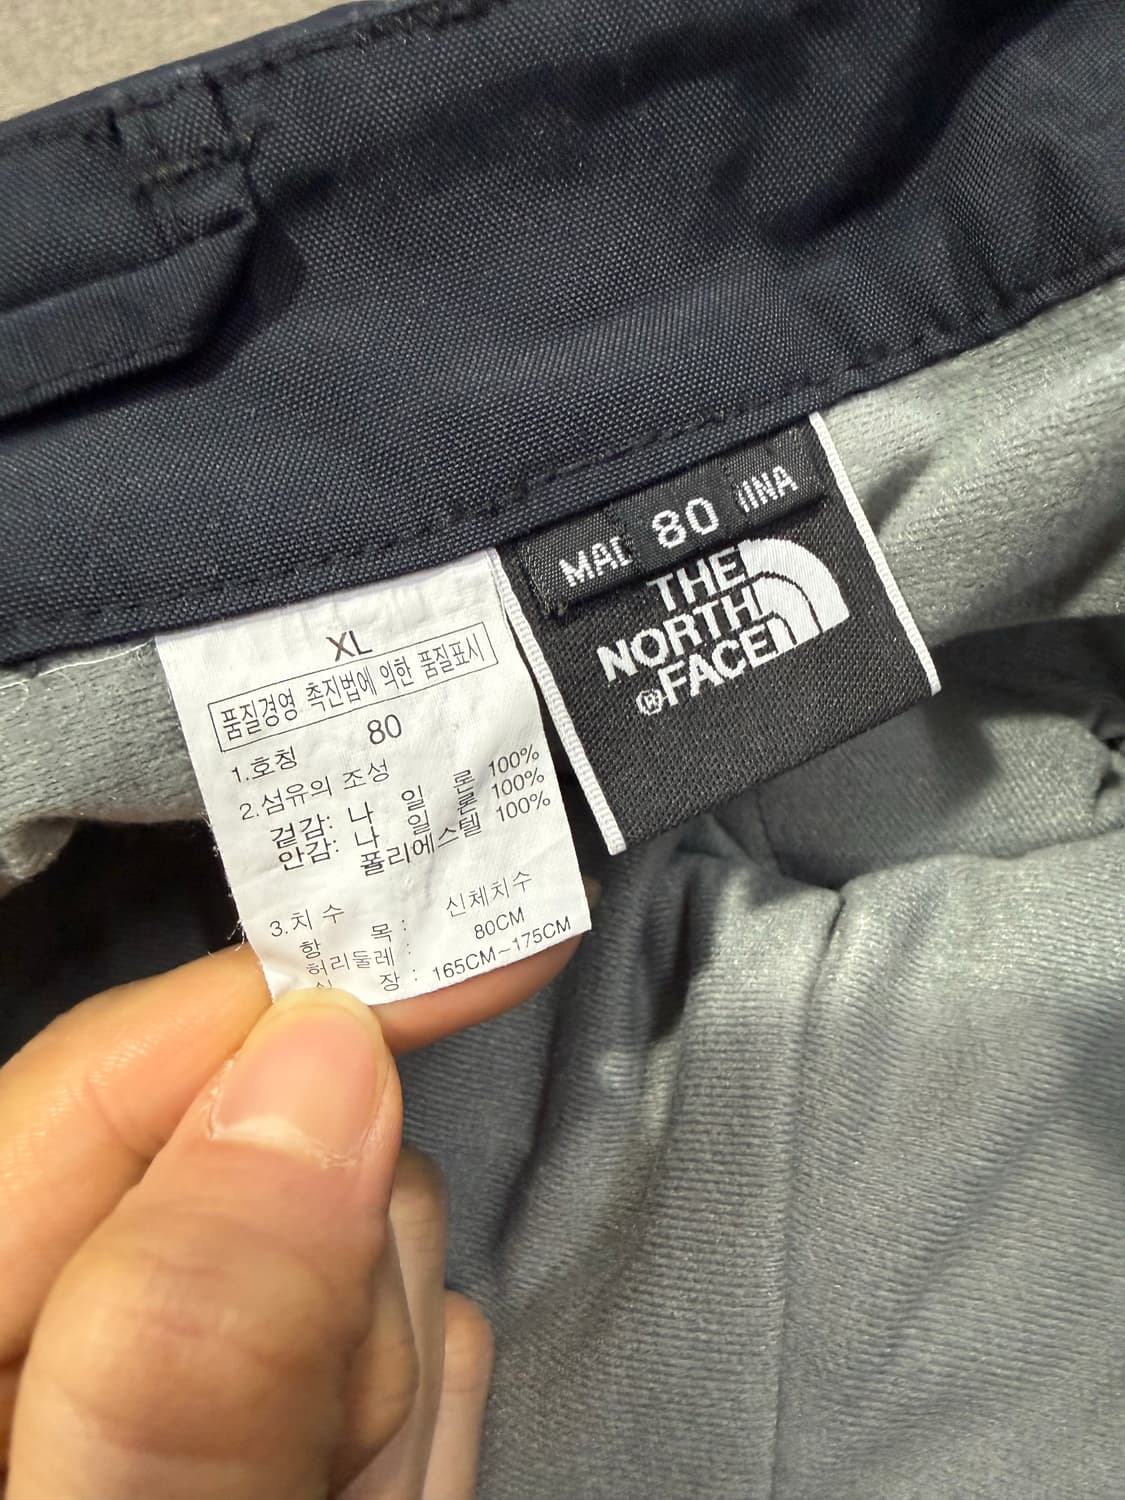 XL
품질경영 촉진법에 의한 품질표시
1.호칭 80
2.섬유의 조성
겉감: 나 일 론 100%
안감: 나 일 론 100%
폴리에스텔 100%
3.치 수
항 목 : 신체치수
허리둘레 : 80CM
장 : 165CM~175CM
80
THE
NORTH
®FACE